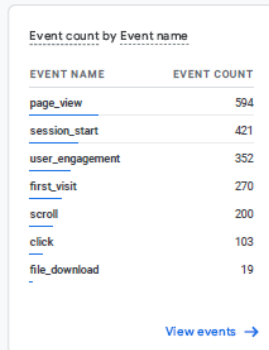 Event count by Event name
EVENT NAME EVENT COUNT
page_view 594
session_start 421
user_engagement 352
first_visit 270
scroll 200
click 103
file_download 19
View events →